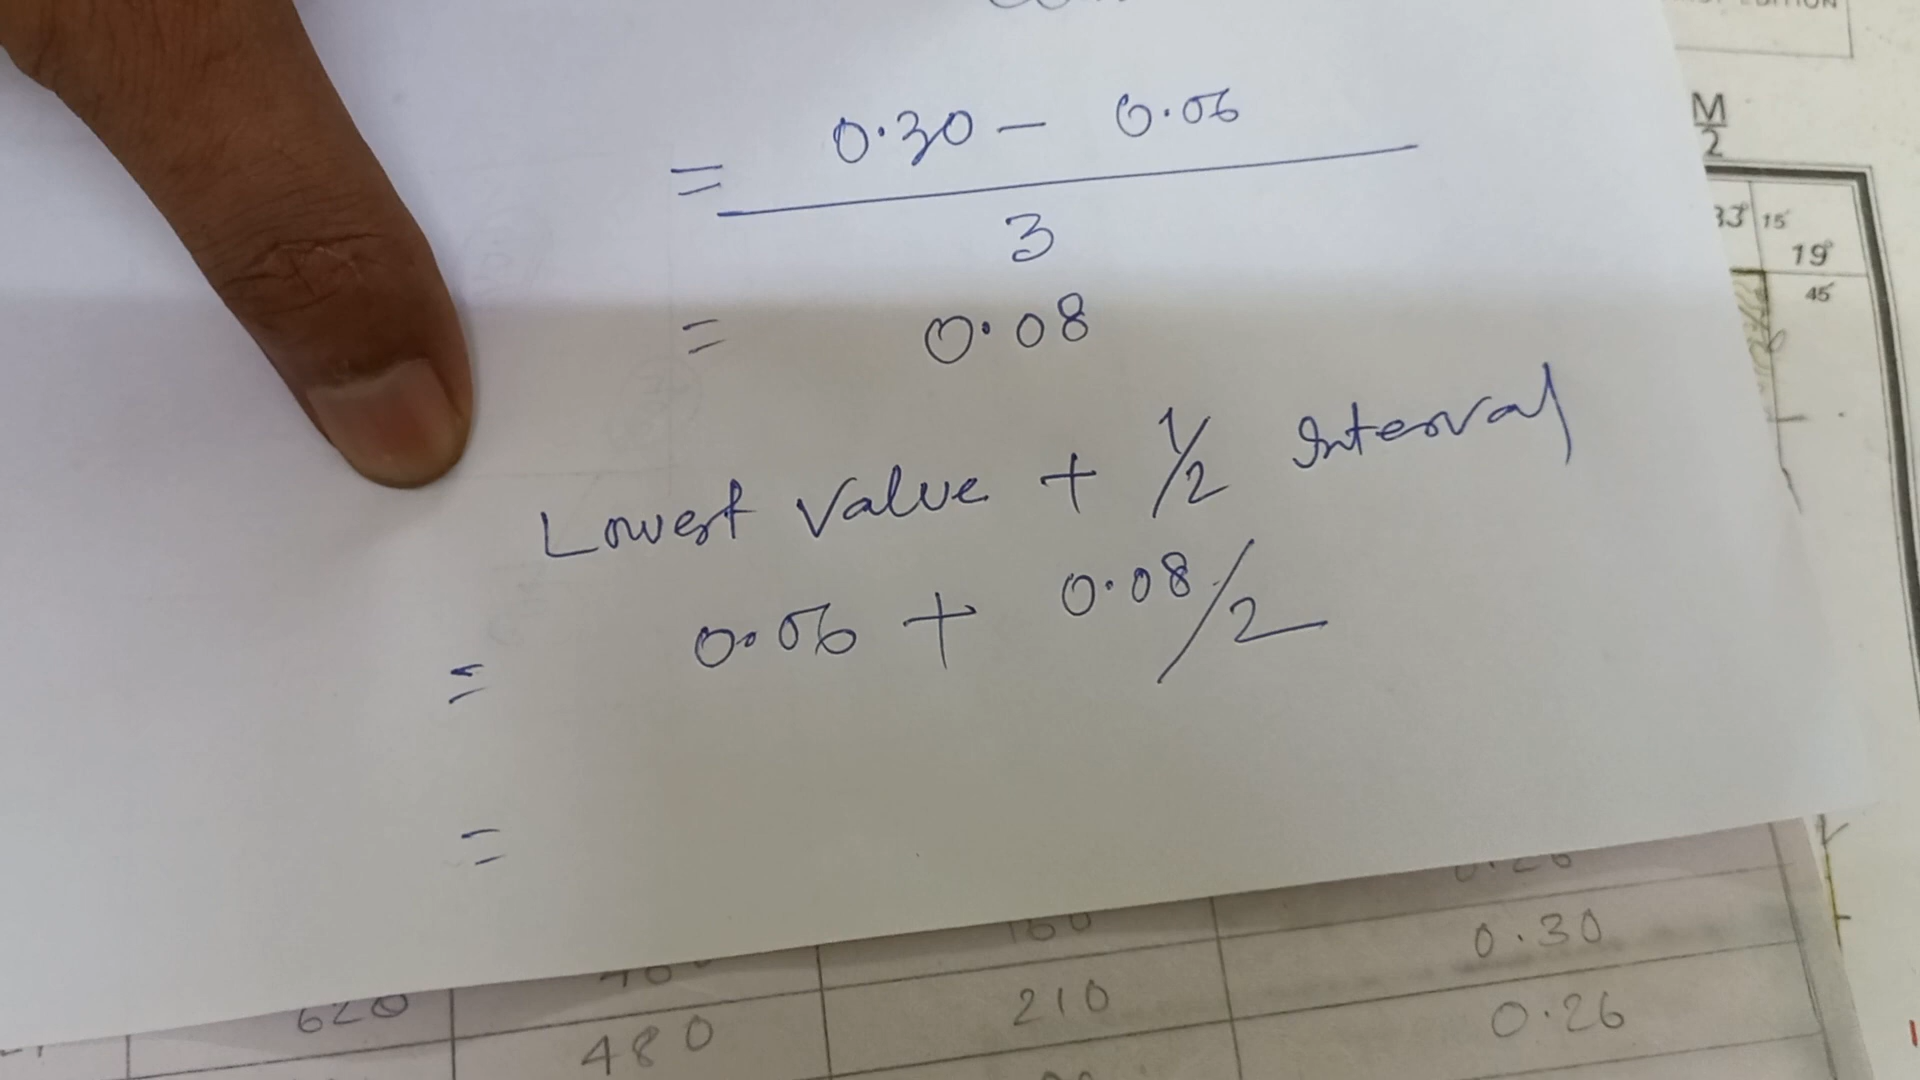 = 0.30 - 0.06
3
= 0.08
Lowest value + 1/2 Interval
= 0.06 + 0.08/2
=
M
2
33° 15'
19°
45'
0.30
620 480 210 0.26